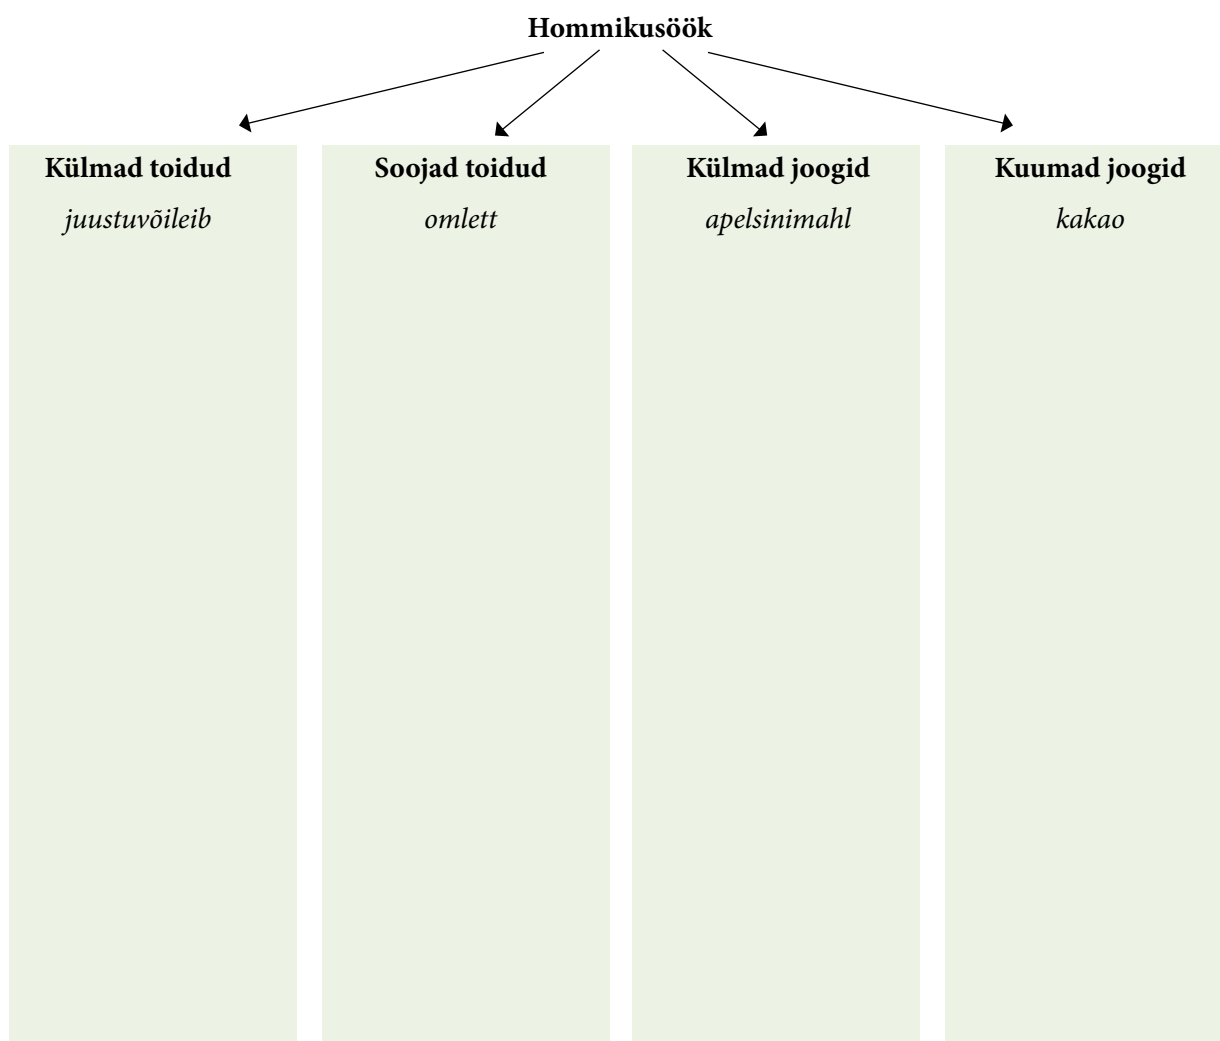 Hommikusöök
Külmad toidud
juustuvõileib
Soojad toidud
omlett
Külmad joogid
apelsinimahl
Kuumad joogid
kakao